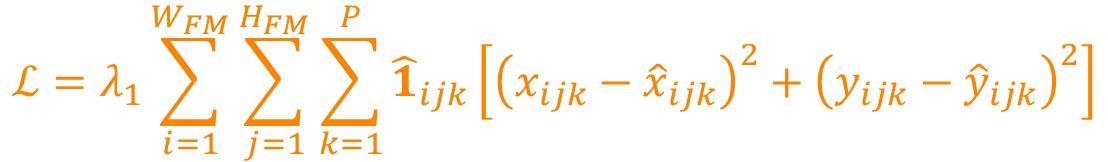 ℒ = λ₁ ∑_{i=1}^{W_{FM}} ∑_{j=1}^{H_{FM}} ∑_{k=1}^{P} 𝟏̂_{ijk} [(x_{ijk} − x̂_{ijk})² + (y_{ijk} − ŷ_{ijk})²]